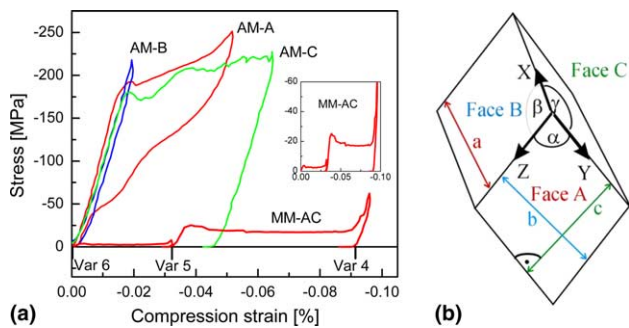 -250
-200
-150
-100
-50
0
Stress [MPa]
AM-B
AM-A
AM-C
-60
-40
-20
0
MM-AC
0.00
-0.05
-0.10
MM-AC
Var 6
Var 5
Var 4
0.00
-0.02
-0.04
-0.06
-0.08
-0.10
Compression strain [%]
(a)
X
Face C
β
γ
Face B
α
a
Z
Y
Face A
b
c
(b)